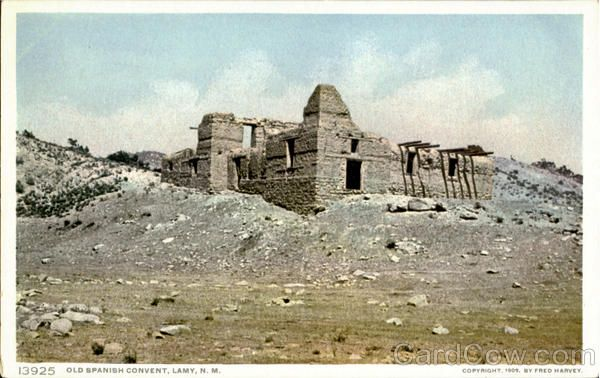 13925 OLD SPANISH CONVENT, LAMY, N. M. COPYRIGHT, 1909, BY FRED HARVEY.
CardCow.com